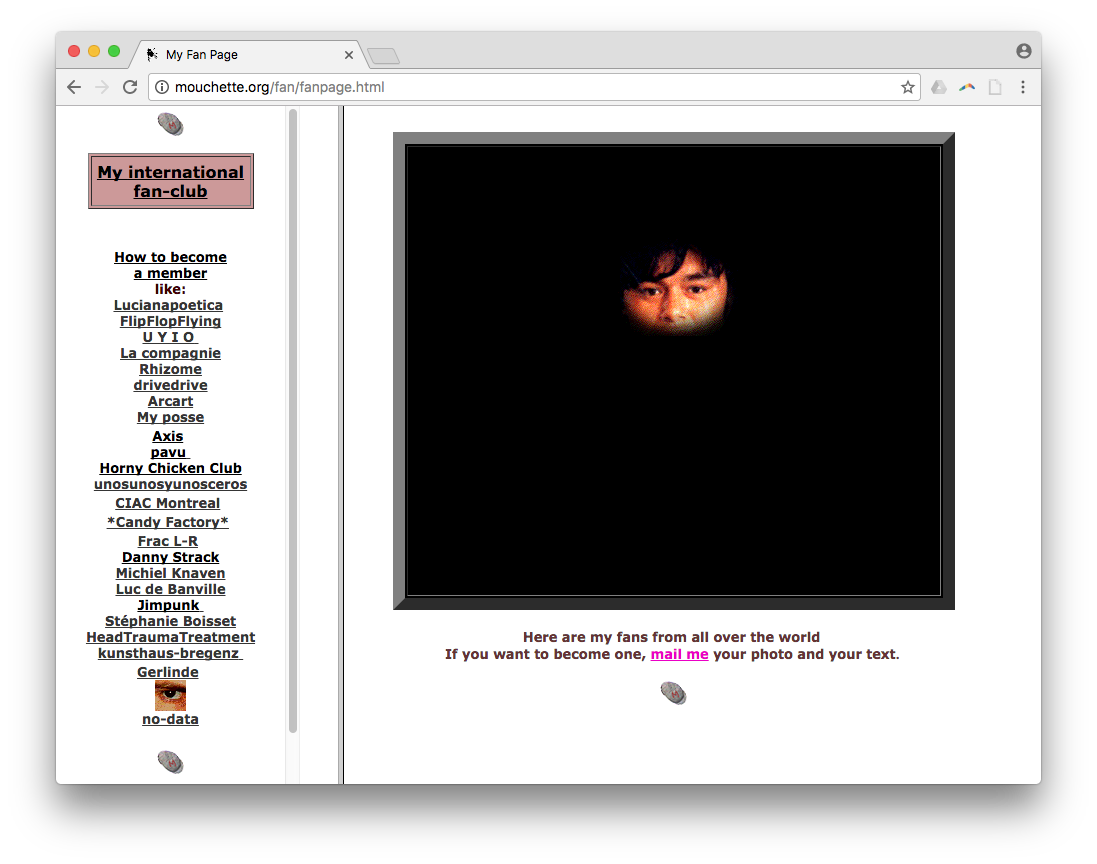 My Fan Page
mouchette.org/fan/fanpage.html
My international
fan-club
How to become
a member
like:
Lucianapoetica
FlipFlopFlying
U Y I O
La compagnie
Rhizome
drivedrive
Arcart
My posse
Axis
pavu
Horny Chicken Club
unosunosyunosceros
CIAC Montreal
*Candy Factory*
Frac L-R
Danny Strack
Michiel Knaven
Luc de Banville
Jimpunk
Stéphanie Boisset
HeadTraumaTreatment
kunsthaus-bregenz
Gerlinde
no-data
Here are my fans from all over the world
If you want to become one, mail me your photo and your text.